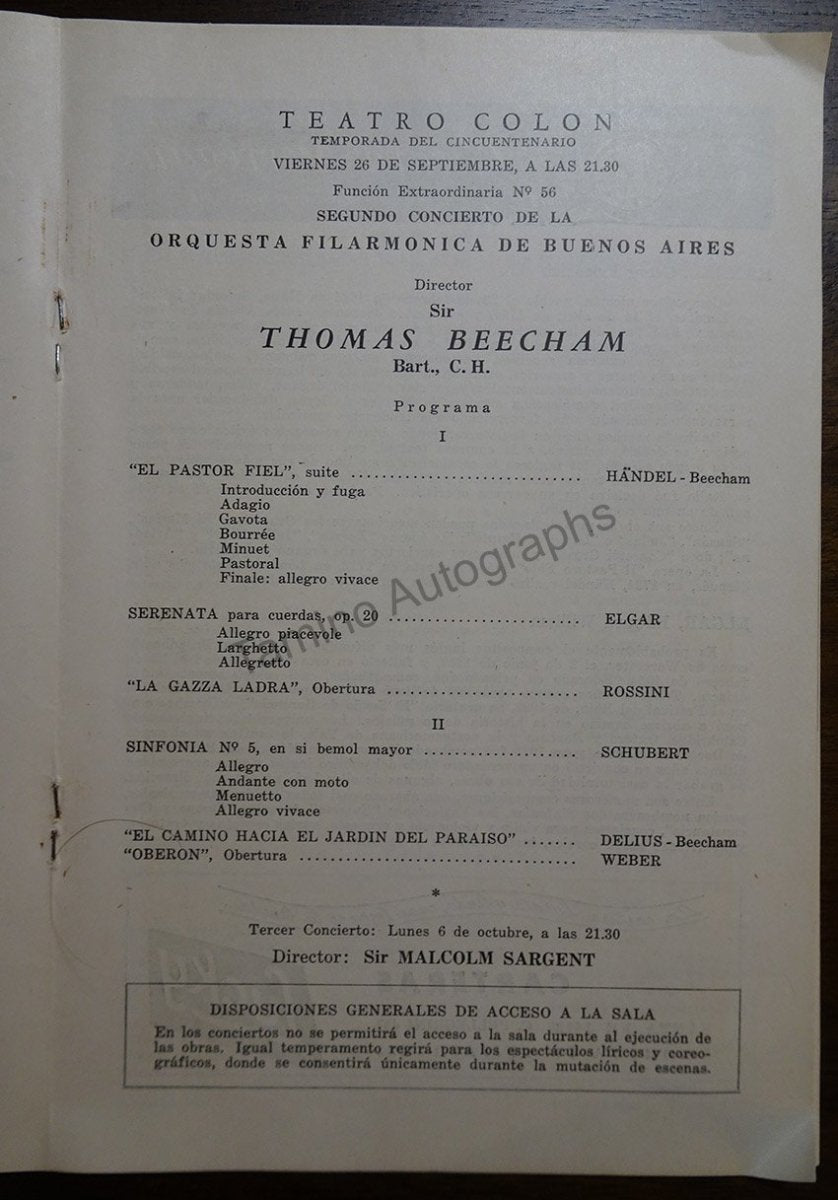 TEATRO COLON
TEMPORADA DEL CINCUENTENARIO
VIERNES 26 DE SEPTIEMBRE, A LAS 21.30
Función Extraordinaria Nº 56
SEGUNDO CONCIERTO DE LA
ORQUESTA FILARMONICA DE BUENOS AIRES
Director
Sir
THOMAS BEECHAM
Bart., C. H.
Programa
I
"EL PASTOR FIEL", suite ............................ HÄNDEL - Beecham
Introducción y fuga
Adagio
Gavota
Bourrée
Minuet
Pastoral
Finale: allegro vivace
SERENATA para cuerdas, op. 20 ....................... ELGAR
Allegro piacevole
Larghetto
Allegretto
"LA GAZZA LADRA", Obertura ....................... ROSSINI
II
SINFONIA Nº 5, en si bemol mayor .................. SCHUBERT
Allegro
Andante con moto
Menuetto
Allegro vivace
"EL CAMINO HACIA EL JARDIN DEL PARAISO" ....... DELIUS - Beecham
"OBERON", Obertura ................................. WEBER
*
Tercer Concierto: Lunes 6 de octubre, a las 21.30
Director: Sir MALCOLM SARGENT
DISPOSICIONES GENERALES DE ACCESO A LA SALA
En los conciertos no se permitirá el acceso a la sala durante al ejecución de
las obras. Igual temperamento regirá para los espectáculos líricos y coreo-
gráficos, donde se consentirá únicamente durante la mutación de escenas.
Tamino Autographs